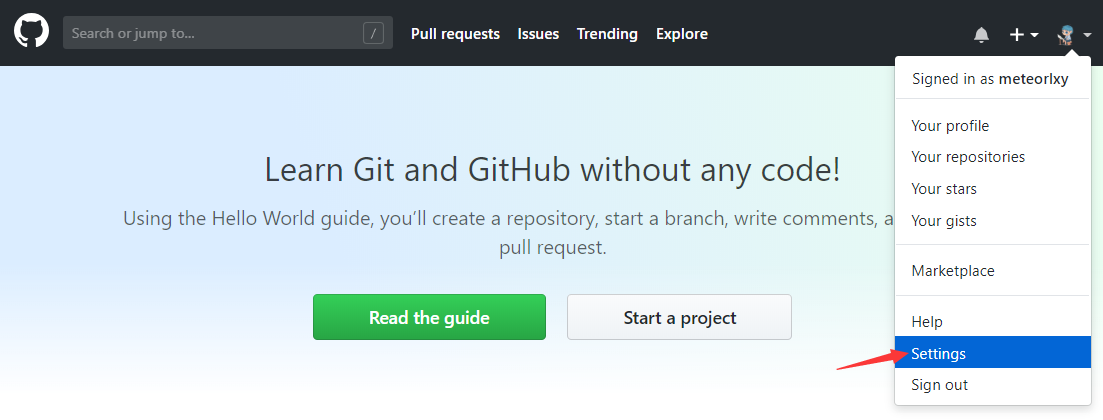 Search or jump to...
/
Pull requests
Issues
Trending
Explore
Signed in as meteorlxy
Your profile
Your repositories
Your stars
Your gists
Marketplace
Help
Settings
Sign out
Learn Git and GitHub without any code!
Using the Hello World guide, you’ll create a repository, start a branch, write comments,
pull request.
Read the guide
Start a project